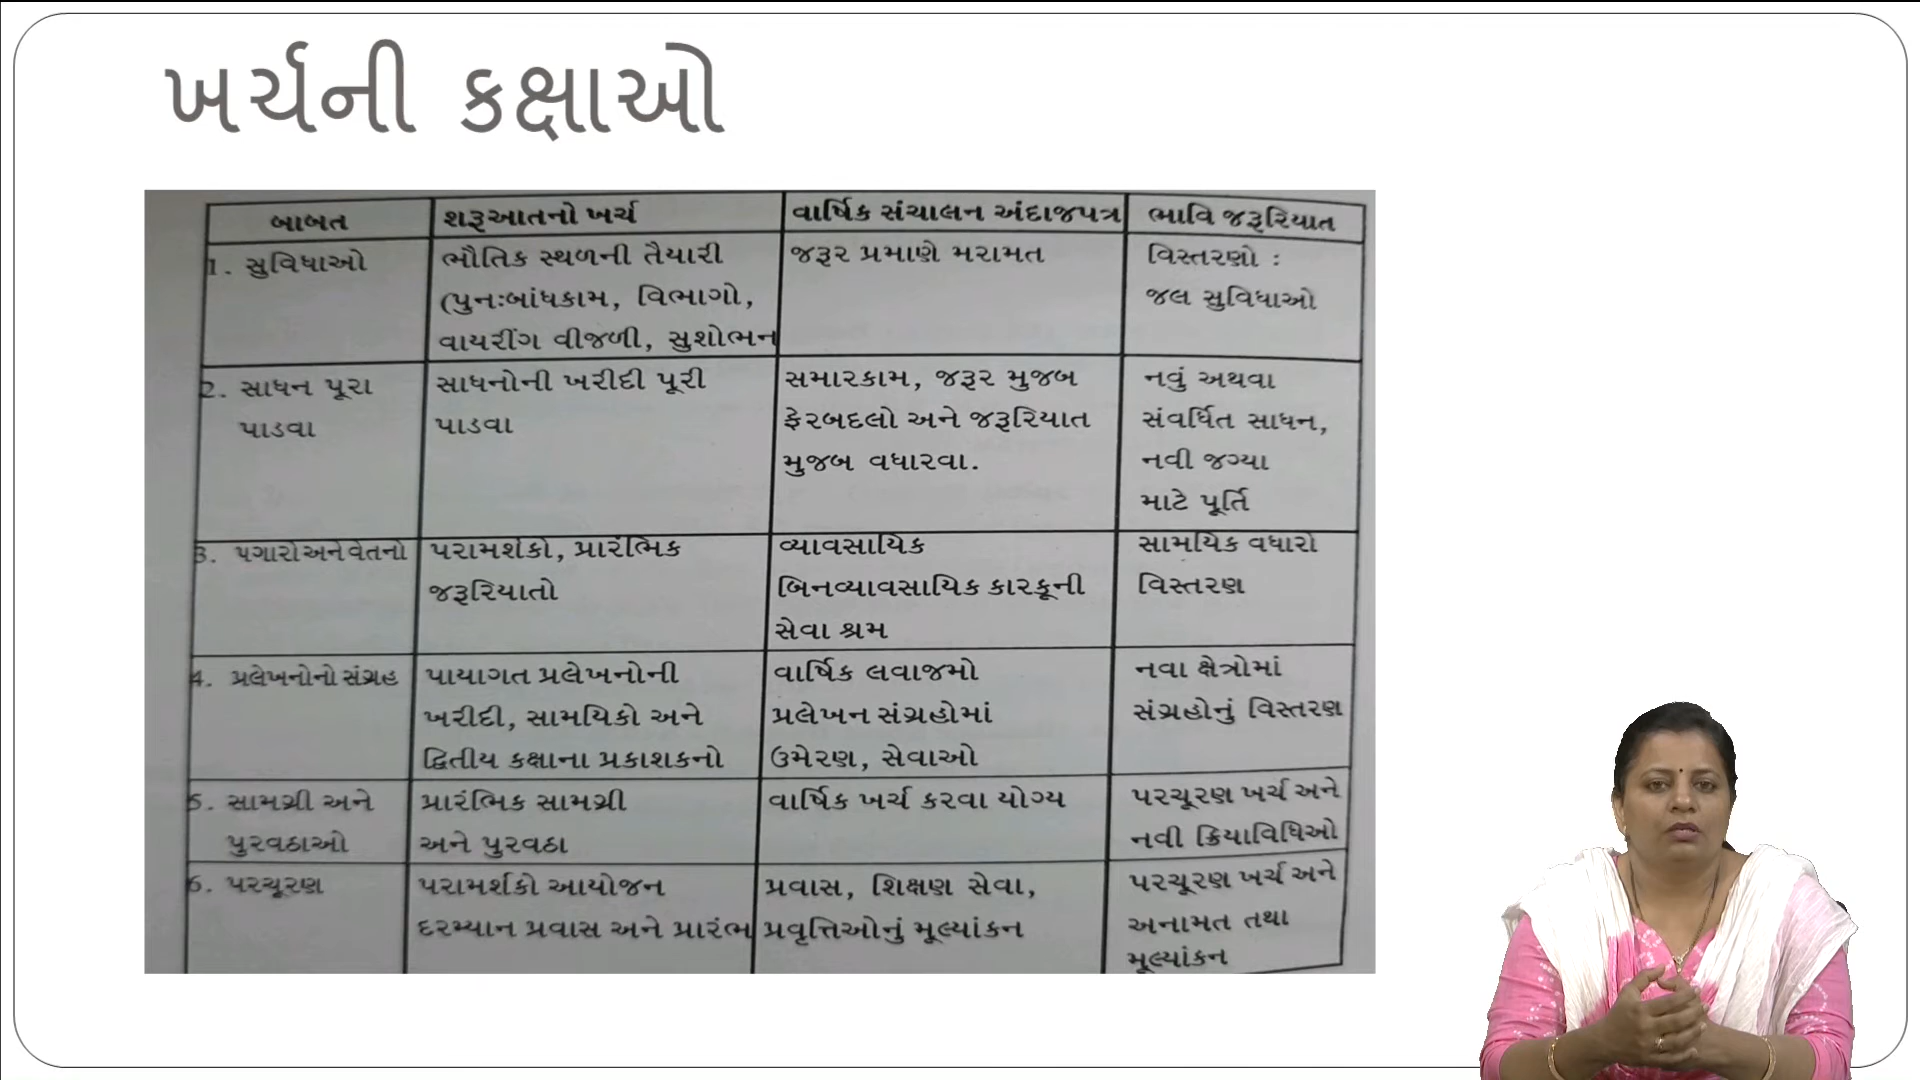 ખર્ચની કક્ષાઓ
બાબત શરૂઆતનો ખર્ચ વાર્ષિક સંચાલન અંદાજપત્ર ભાવિ જરૂરિયાત
1. સુવિધાઓ
ભૌતિક સ્થળની તૈયારી
(પુનઃબાંધકામ, વિભાગો,
વાયરીંગ વીજળી, સુશોભન
જરૂર પ્રમાણે મરામત
વિસ્તરણો :
જલ સુવિધાઓ
2. સાધન પૂરા
પાડવા
સાધનોની ખરીદી પૂરી
પાડવા
સમારકામ, જરૂર મુજબ
ફેરબદલો અને જરૂરિયાત
મુજબ વધારવા.
નવું અથવા
સંવર્ધિત સાધન,
નવી જગ્યા
માટે પૂર્તિ
3. પગારો અને વેતનો
પરામર્શકો, પ્રારંભિક
જરૂરિયાતો
વ્યાવસાયિક
બિનવ્યાવસાયિક કારકૂની
સેવા શ્રમ
સામયિક વધારો
વિસ્તરણ
4. પ્રલેખનોનો સંગ્રહ
પાયાગત પ્રલેખનોની
ખરીદી, સામયિકો અને
દ્વિતીય કક્ષાના પ્રકાશકનો
વાર્ષિક લવાજમો
પ્રલેખન સંગ્રહોમાં
ઉમેરણ, સેવાઓ
નવા ક્ષેત્રોમાં
સંગ્રહોનું વિસ્તરણ
5. સામગ્રી અને
પુરવઠાઓ
પ્રારંભિક સામગ્રી
અને પુરવઠા
વાર્ષિક ખર્ચ કરવા યોગ્ય
પરચૂરણ ખર્ચ અને
નવી ક્રિયાવિધિઓ
6. પરચૂરણ
પરામર્શકો આયોજન
દરમ્યાન પ્રવાસ અને પ્રારંભ
પ્રવાસ, શિક્ષણ સેવા,
પ્રવૃત્તિઓનું મૂલ્યાંકન
પરચૂરણ ખર્ચ અને
અનામત તથા
મૂલ્યાંકન